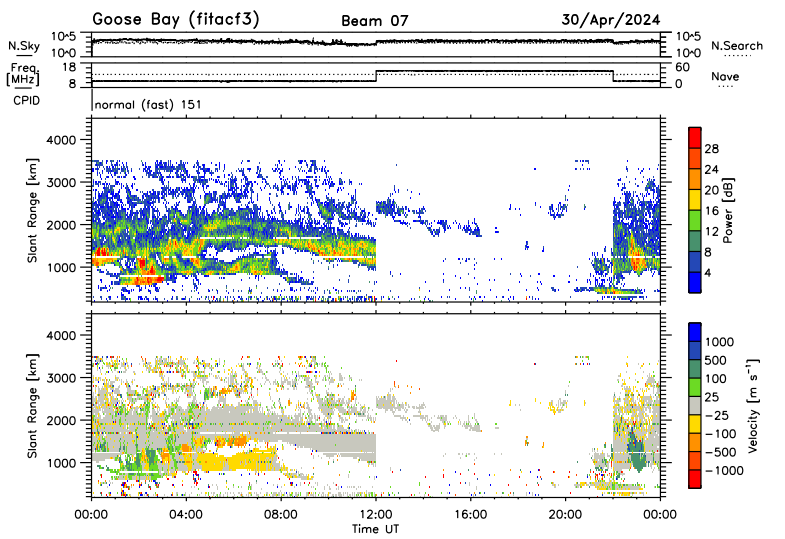 Goose Bay (fitacf3) Beam 07 30/Apr/2024
N.Sky 10^5 10^0 10^5 10^0 N.Search
Freq. [MHz] 18 8 60 0 Nave
CPID normal (fast) 151
Slant Range [km] 4000 3000 2000 1000
Power [dB] 28 24 20 16 12 8 4
Slant Range [km] 4000 3000 2000 1000
Velocity [m s⁻¹] 1000 500 100 25 −25 −100 −500 −1000
00:00 04:00 08:00 12:00 16:00 20:00 00:00
Time UT